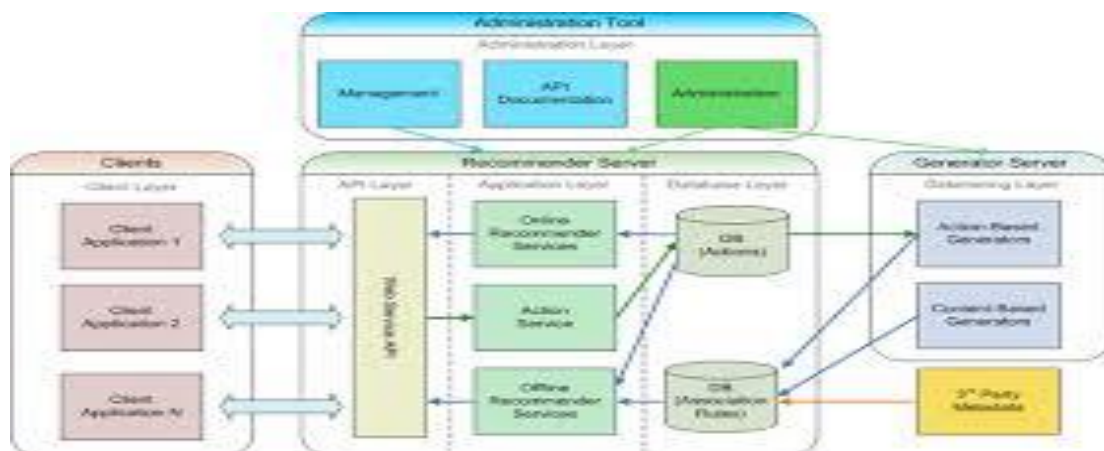 Administration Tool
Administration Layer
Management
API
Documentation
Administration
Clients
Recommender Server
Generator Server
Client Layer
API Layer
Application Layer
Database Layer
Datamining Layer
Client
Application 1
Online
Recommender
Services
DB
(Actions)
Action-Based
Generators
Client
Application 2
Web Service API
Action
Service
Content-Based
Generators
Client
Application N
Offline
Recommender
Services
DB
(Association
Rules)
3rd Party
Metadata